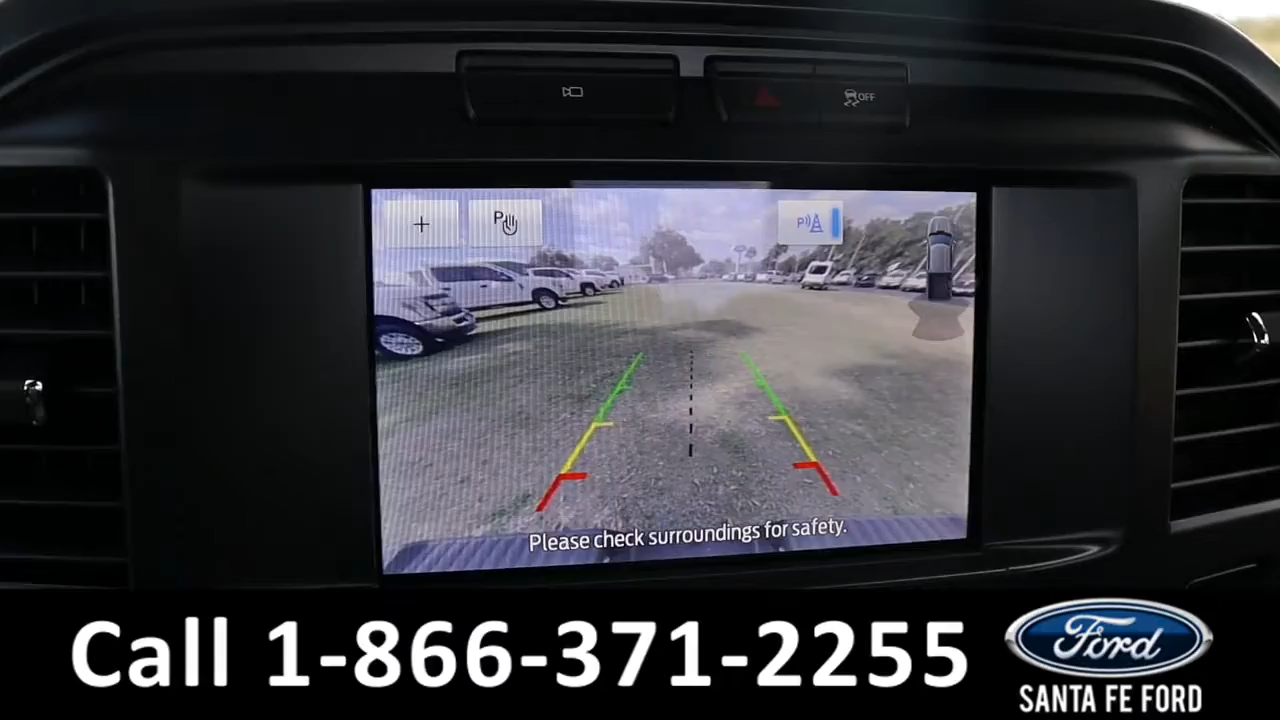 OFF
+
P
P
Please check surroundings for safety.
Call 1-866-371-2255
Ford
SANTA FE FORD